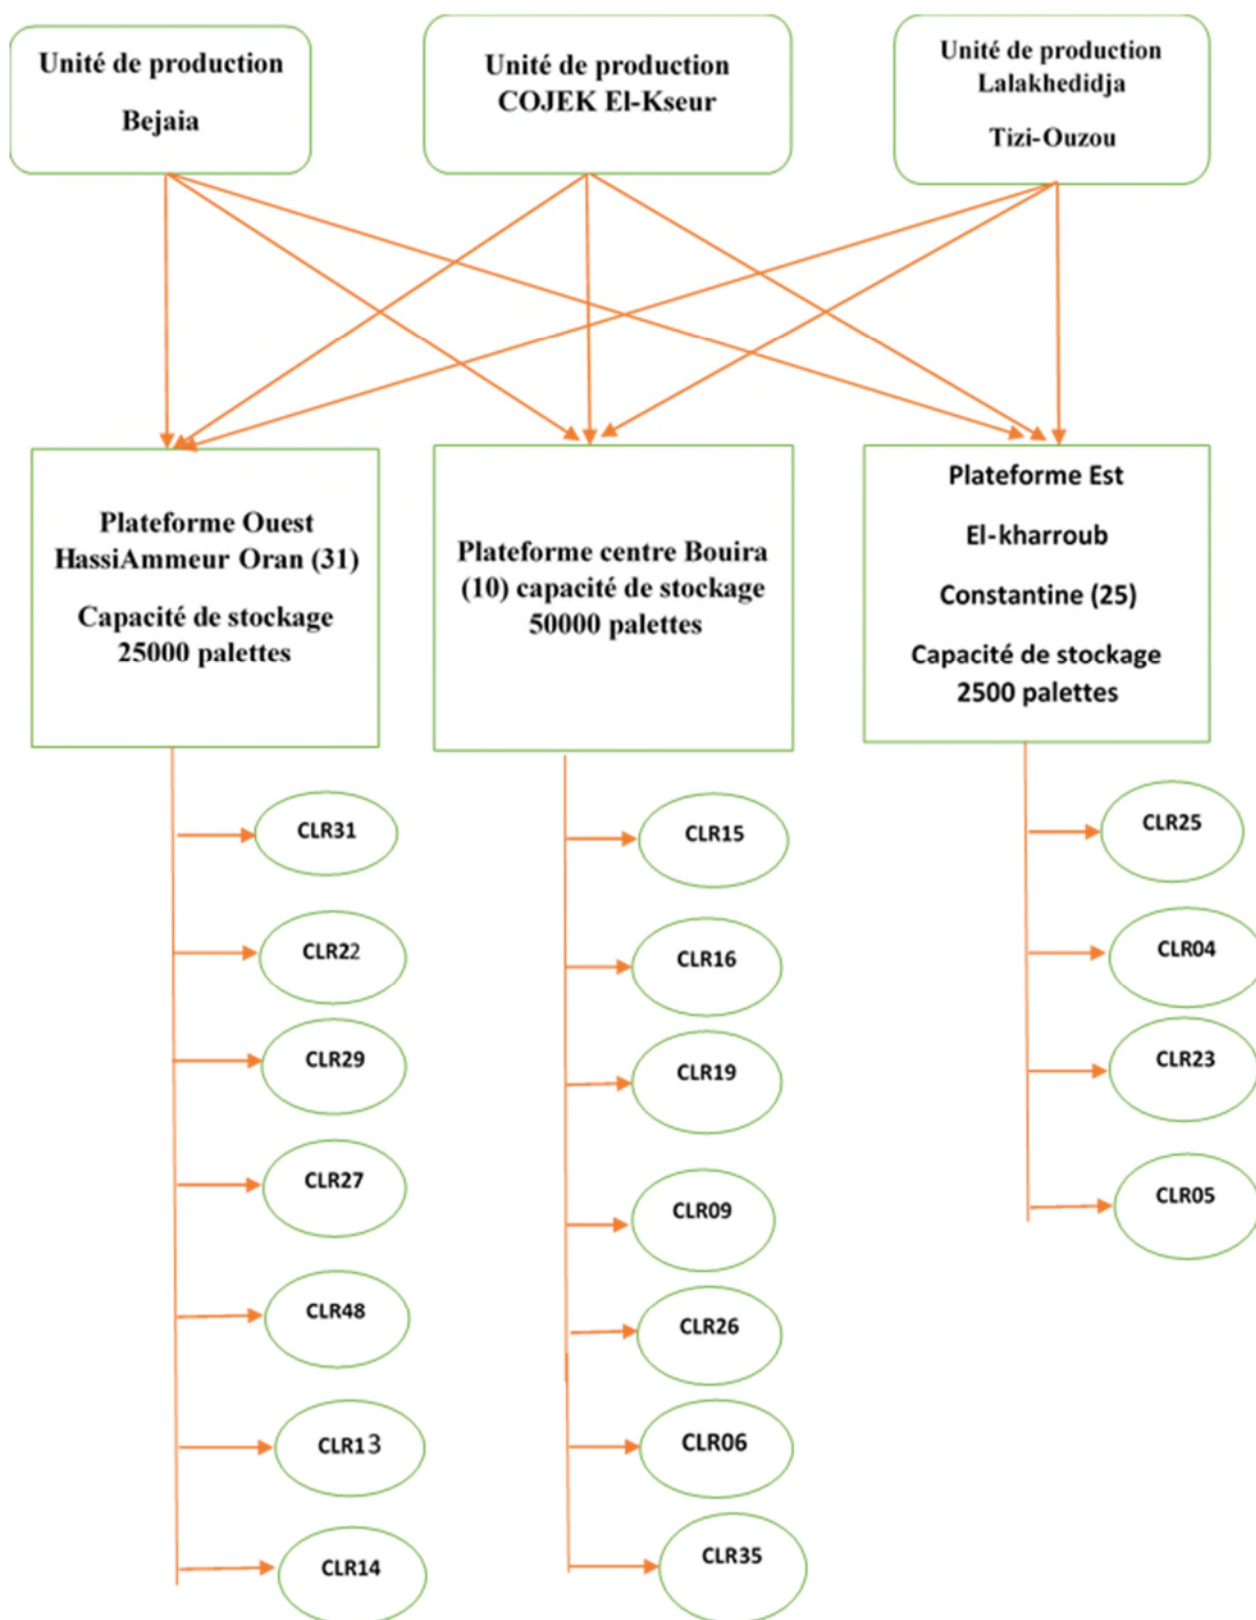 Unité de production
Bejaia
Unité de production
COJEK El-Kseur
Unité de production
Lalakhedidja
Tizi-Ouzou
Plateforme Ouest
HassiAmmeur Oran (31)
Capacité de stockage
25000 palettes
Plateforme centre Bouira
(10) capacité de stockage
50000 palettes
Plateforme Est
El-kharroub
Constantine (25)
Capacité de stockage
2500 palettes
CLR31
CLR22
CLR29
CLR27
CLR48
CLR13
CLR14
CLR15
CLR16
CLR19
CLR09
CLR26
CLR06
CLR35
CLR25
CLR04
CLR23
CLR05